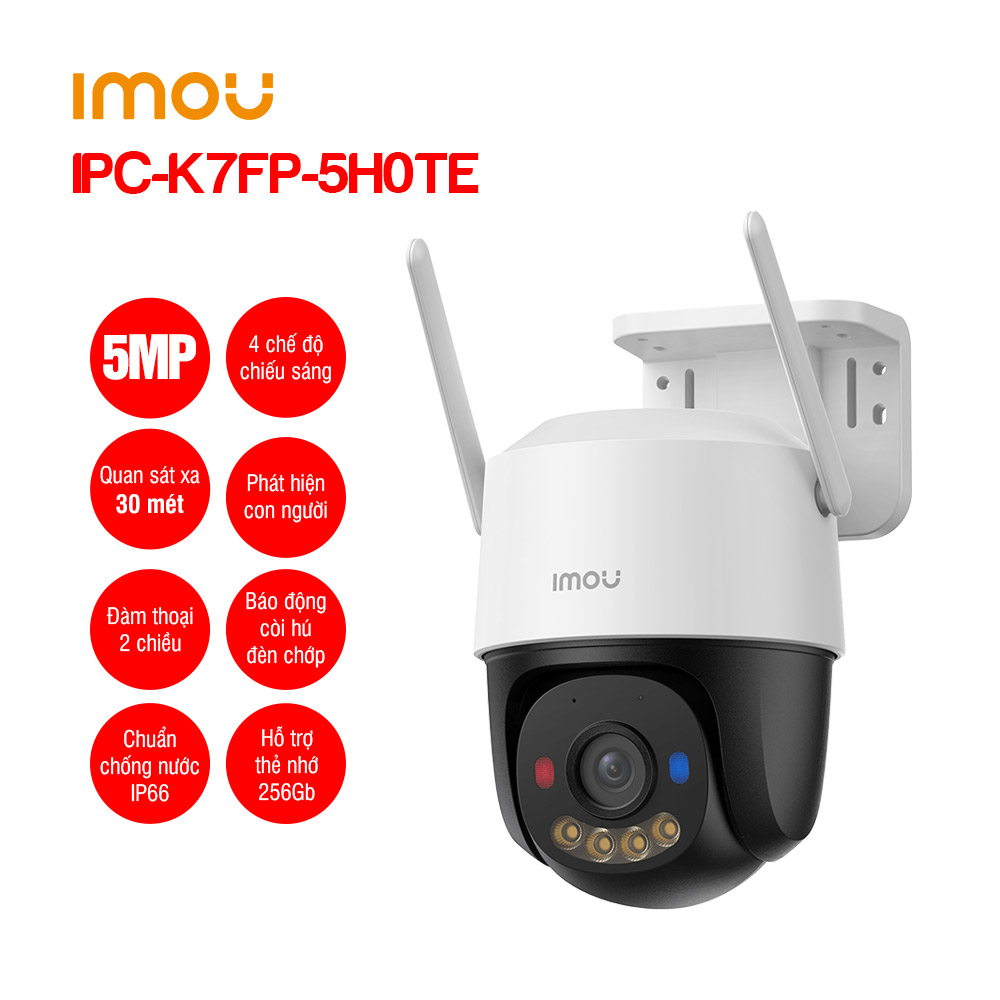 imou
IPC-K7FP-5H0TE
5MP
4 chế độ
chiếu sáng
Quan sát xa
30 mét
Phát hiện
con người
Đàm thoại
2 chiều
Báo động
còi hú
đèn chớp
Chuẩn
chống nước
IP66
Hỗ trợ
thẻ nhớ
256Gb
imou